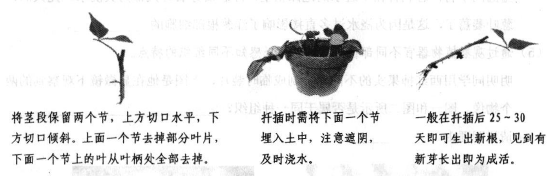 将茎段保留两个节，上方切口水平，下
方切口倾斜。上面一个节去掉部分叶片，
下面一个节上的叶从叶柄处全部去掉。
扦插时需将下面一个节
埋入土中，注意遮阴，
及时浇水。
一般在扦插后 25~30
天即可生出新根，见到有
新芽长出即为成活。